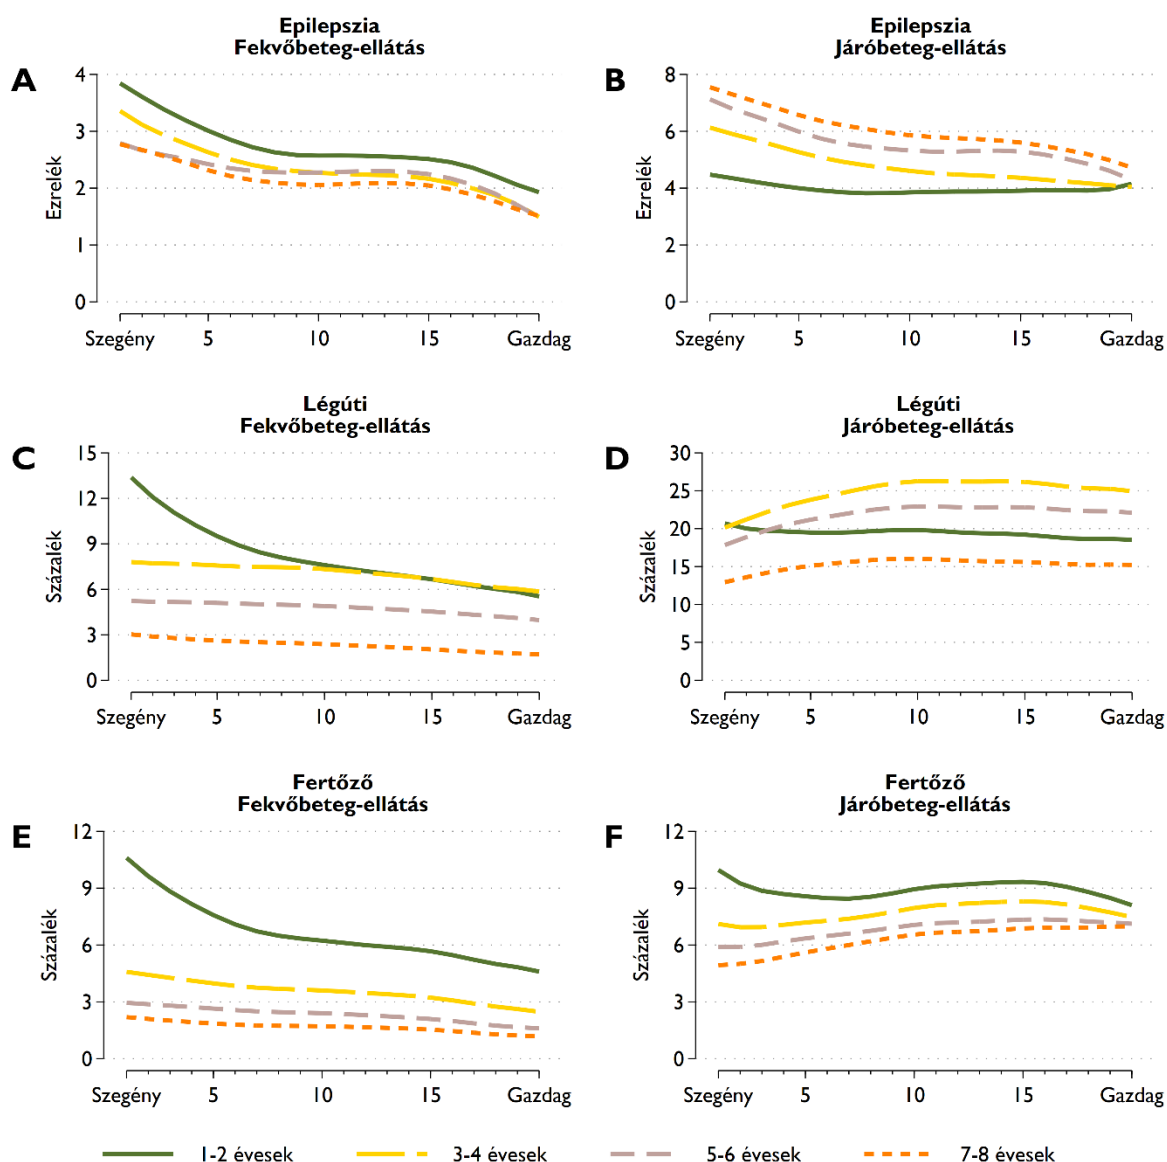 Epilepszia
Fekvőbeteg-ellátás
A
4
3
2
1
0
Ezrelék
Szegény 5 10 15 Gazdag
Epilepszia
Járóbeteg-ellátás
B
8
6
4
2
0
Ezrelék
Szegény 5 10 15 Gazdag
Légúti
Fekvőbeteg-ellátás
C
15
12
9
6
3
0
Százalék
Szegény 5 10 15 Gazdag
Légúti
Járóbeteg-ellátás
D
30
25
20
15
10
5
0
Százalék
Szegény 5 10 15 Gazdag
Fertőző
Fekvőbeteg-ellátás
E
12
9
6
3
0
Százalék
Szegény 5 10 15 Gazdag
Fertőző
Járóbeteg-ellátás
F
12
9
6
3
0
Százalék
Szegény 5 10 15 Gazdag
1-2 évesek 3-4 évesek 5-6 évesek 7-8 évesek